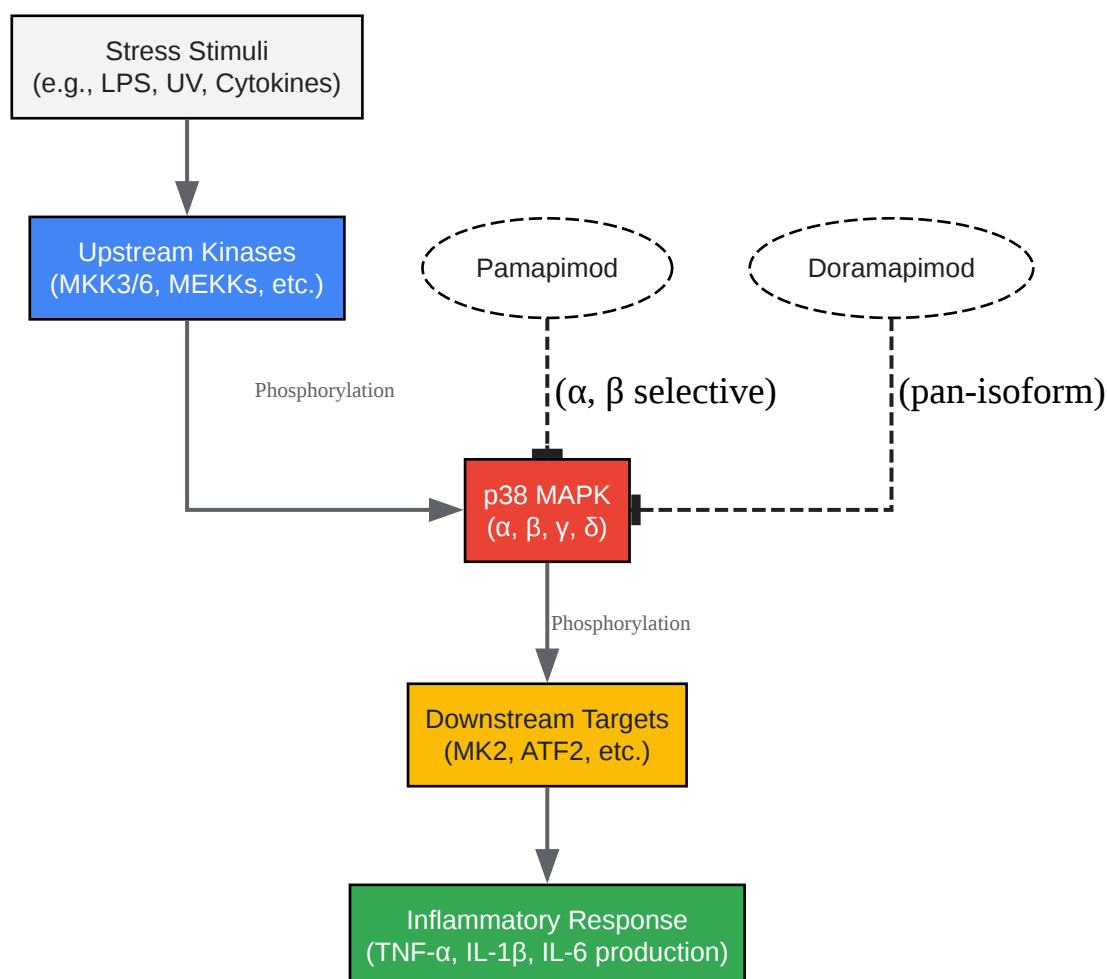 Stress Stimuli
(e.g., LPS, UV, Cytokines)
Upstream Kinases
(MKK3/6, MEKKs, etc.)
Pamapimod
Doramapimod
Phosphorylation
(α, β selective)
(pan-isoform)
p38 MAPK
(α, β, γ, δ)
Phosphorylation
Downstream Targets
(MK2, ATF2, etc.)
Inflammatory Response
(TNF-α, IL-1β, IL-6 production)